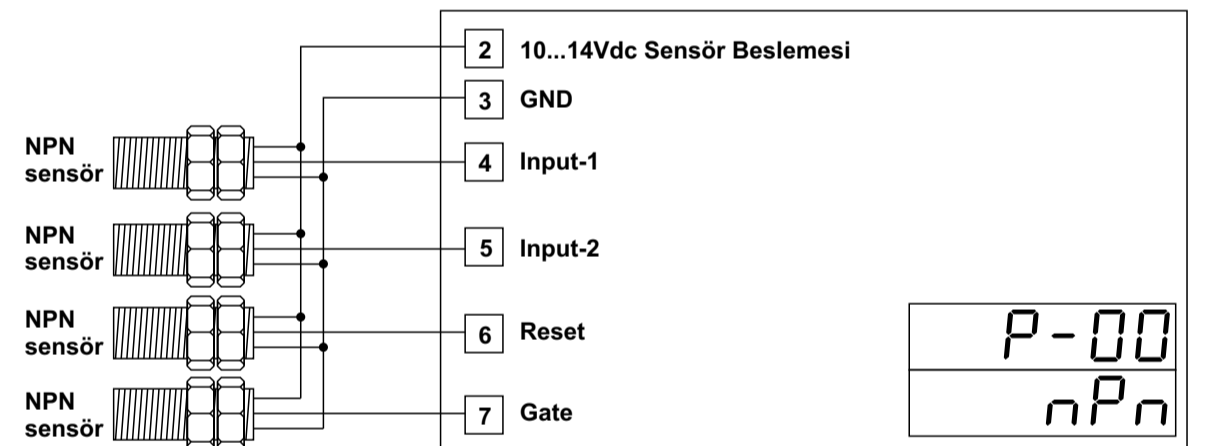 2 10...14Vdc Sensör Beslemesi
3 GND
NPN
sensör
4 Input-1
NPN
sensör
5 Input-2
NPN
sensör
6 Reset
P-00
NPN
sensör
7 Gate
nPn